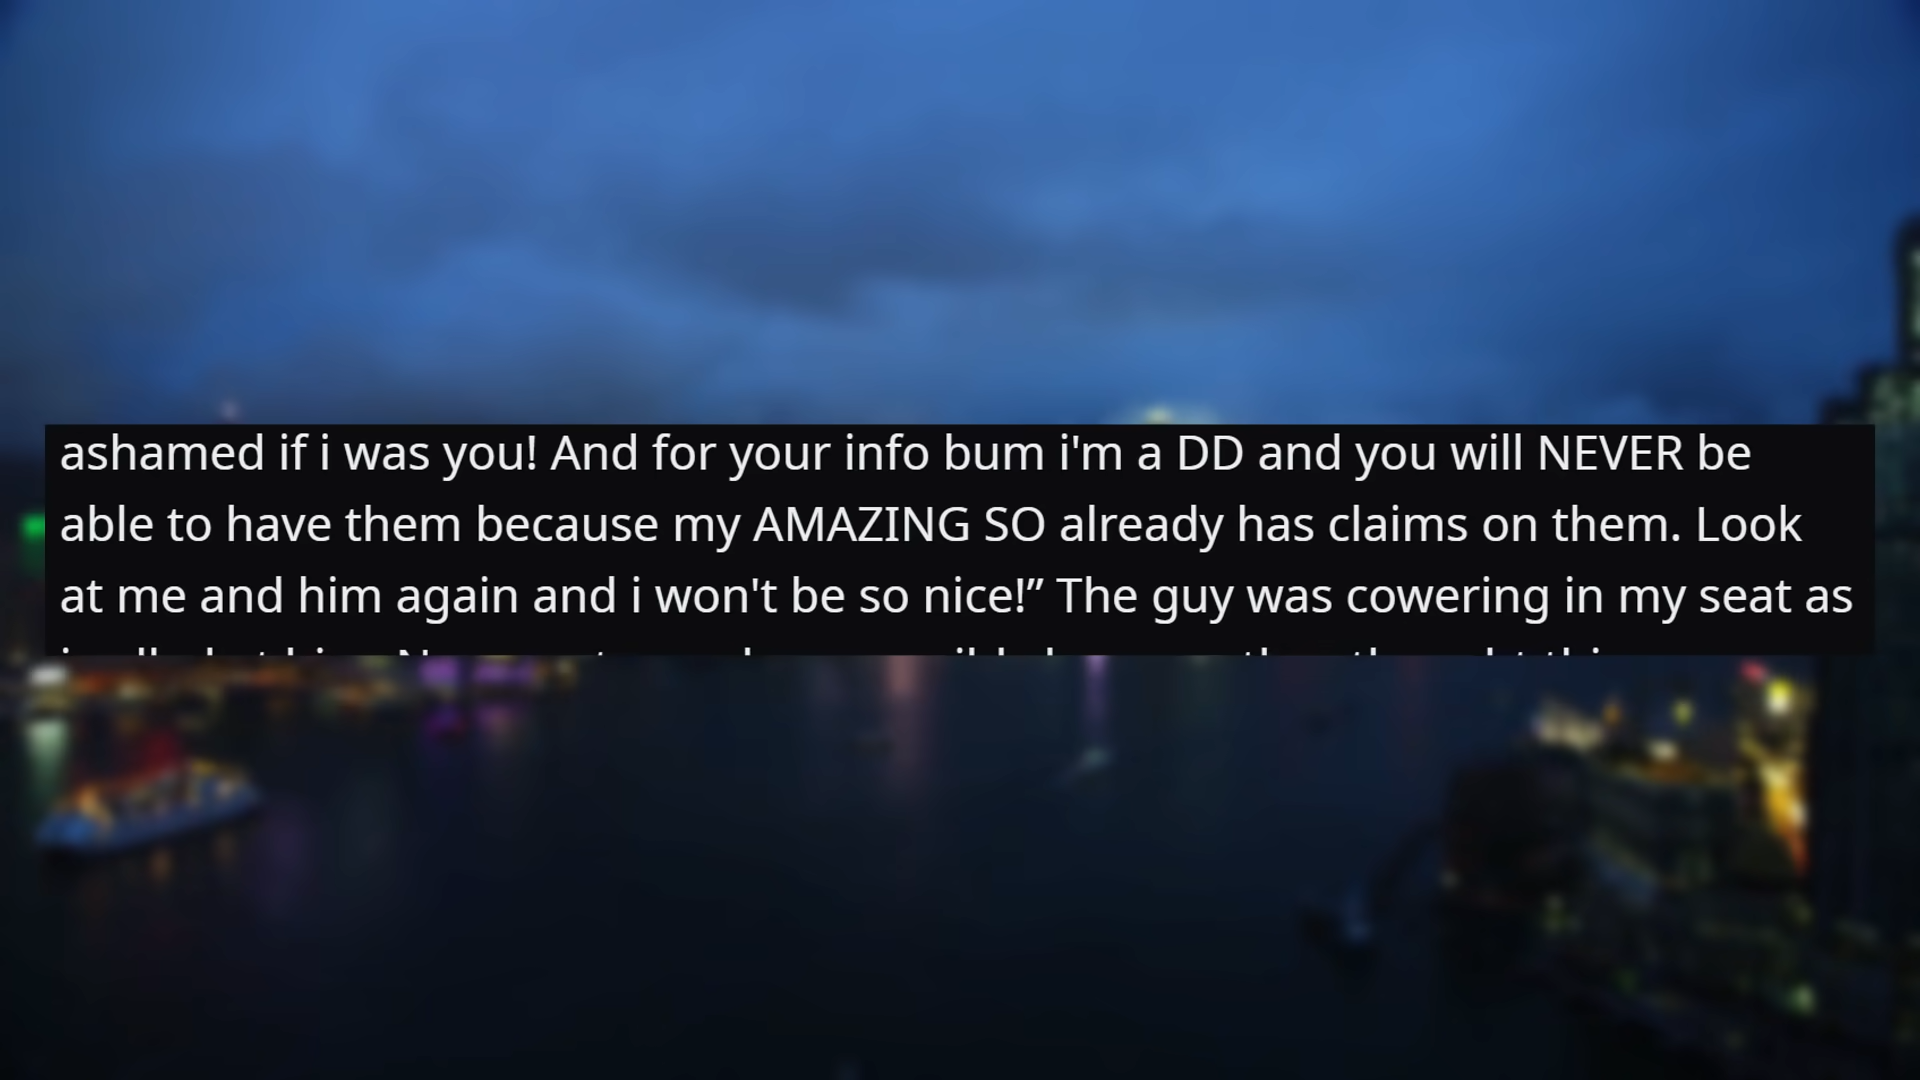 ashamed if i was you! And for your info bum i'm a DD and you will NEVER be
able to have them because my AMAZING SO already has claims on them. Look
at me and him again and i won't be so nice!” The guy was cowering in my seat as